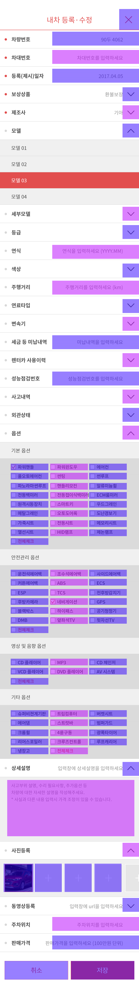 내차 등록·수정
차량번호 90두 4062
차대번호 차대번호를 입력하세요
등록(제시)일자 2017.04.05
보상상품 환불보장
제조사 기아
모델
모델 01
모델 02
모델 03
모델 04
세부모델
등급
연식 연식을 입력하세요 (YYYY.MM)
색상
주행거리 주행거리를 입력하세요 (km)
연료타입
변속기
세금 등 미납내역 미납내역을 입력하세요
렌터카 사용이력
성능점검번호 성능점검번호를 입력하세요
사고내역
외관상태
옵션
기본 옵션
파워핸들 파워윈도우 에어컨
풀오토에어컨 썬팅 썬루프
파노라마썬루프 핸들리모컨 알류미늄휠
전동백미러 전동접이식백미러 ECM룸미러
원격시동장치 스마트키 우드그레인
메탈그레인 오토도어록 도난경보기
가죽시트 전동시트 메모리시트
열선시트 HID램프 제논램프
전체체크
안전관리 옵션
운전석에어백 조수석에어백 사이드에어백
커튼에어백 ABS ECS
ESP TCS 전후방감지기
후방카메라 네비게이션 GPS
블랙박스 하이패스 공기청정기
DMB 앞좌석TV 뒷자선TV
전체체크
영상 및 음향 옵션
CD 플레이어 MP3 CD 체인저
VCD 플레이어 DVD 플레이어 AV 시스템
전체체크
기타 옵션
슈퍼비젼계기판 트립컴퓨터 버켓시트
에어댐 스트럿바 범퍼가드
크롬휠 4륜구동 광폭타이어
리어스포일러 크루즈컨트롤 루프캐리어
냉장고 전체체크
상세설명 입력창에 상세설명을 입력하세요
사고부위 설명, 수리 필요사항, 추가옵션 등
차량에 대한 자세한 설명을 작성해주세요.
* 사실과 다른 내용 입력시 가격 조정이 있을 수 있습니다.
사진등록
동영상등록 입력창에 url을 입력하세요
주차위치 주차위치를 입력하세요
판매가격 판매가격을 입력하세요 (100만원 단위)
취소 저장